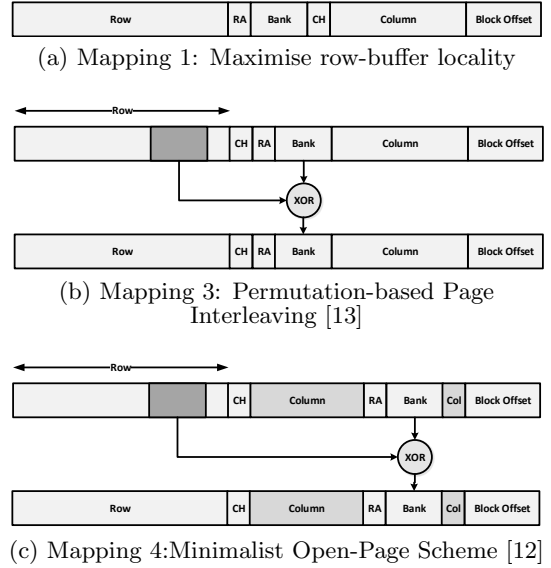 Row RA Bank CH Column Block Offset
(a) Mapping 1: Maximise row-buffer locality
Row
CH RA Bank Column Block Offset
XOR
Row CH RA Bank Column Block Offset
(b) Mapping 3: Permutation-based Page
Interleaving [13]
Row
CH Column RA Bank Col Block Offset
XOR
Row CH Column RA Bank Col Block Offset
(c) Mapping 4:Minimalist Open-Page Scheme [12]